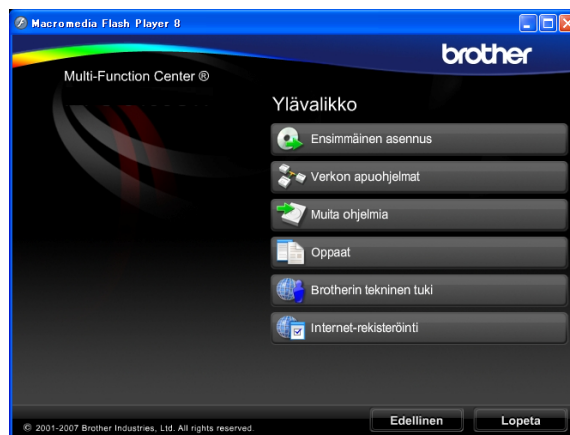 Macromedia Flash Player 8
brother
Multi-Function Center ®
Ylävalikko
Ensimmäinen asennus
Verkon apuohjelmat
Muita ohjelmia
Oppaat
Brotherin tekninen tuki
Internet-rekisteröinti
Edellinen
Lopeta
© 2001-2007 Brother Industries, Ltd. All rights reserved.